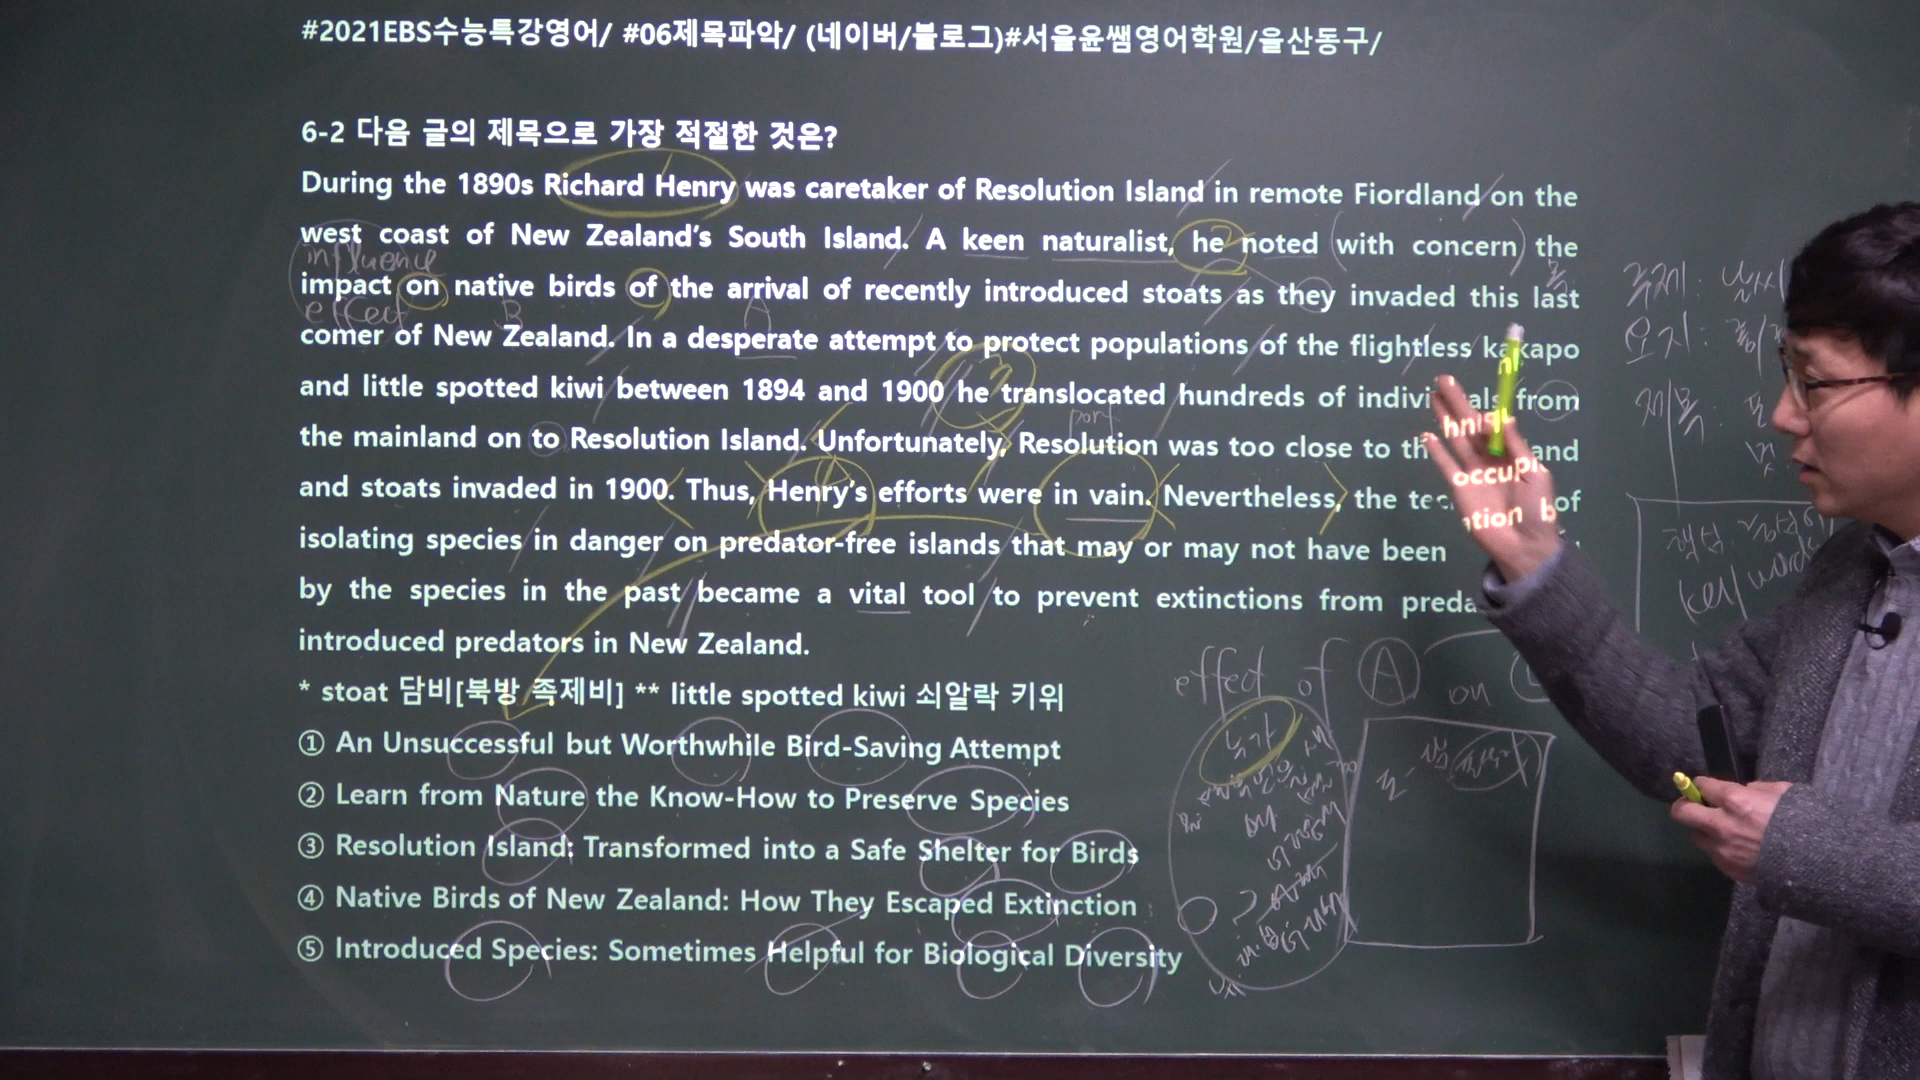 #2021EBS수능특강영어/ #06제목파악/ (네이버/블로그)#서울윤쌤영어학원/울산동구/
6-2 다음 글의 제목으로 가장 적절한 것은?
During the 1890s Richard Henry was caretaker of Resolution Island in remote Fiordland on the
west coast of New Zealand's South Island. A keen naturalist, he noted with concern the
influence
impact on native birds of the arrival of recently introduced stoats as they invaded this last
effect B A
comer of New Zealand. In a desperate attempt to protect populations of the flightless kakapo
and little spotted kiwi between 1894 and 1900 he translocated hundreds of from
the mainland on to Resolution Island. Unfortunately, Resolution was too close to
and stoats invaded in 1900. Thus, Henry's efforts were in vain. Nevertheless, the of
isolating species in danger on predator-free islands that may or may not have been
by the species in the past became a vital tool to prevent extinctions from
introduced predators in New Zealand.
* stoat 담비[북방 족제비] ** little spotted kiwi 쇠알락 키위
① An Unsuccessful but Worthwhile Bird-Saving Attempt
② Learn from Nature the Know-How to Preserve Species
③ Resolution Island: Transformed into a Safe Shelter for Birds
④ Native Birds of New Zealand: How They Escaped Extinction
⑤ Introduced Species: Sometimes Helpful for Biological Diversity
effect of A on
주제:
요지:
제목:
key word